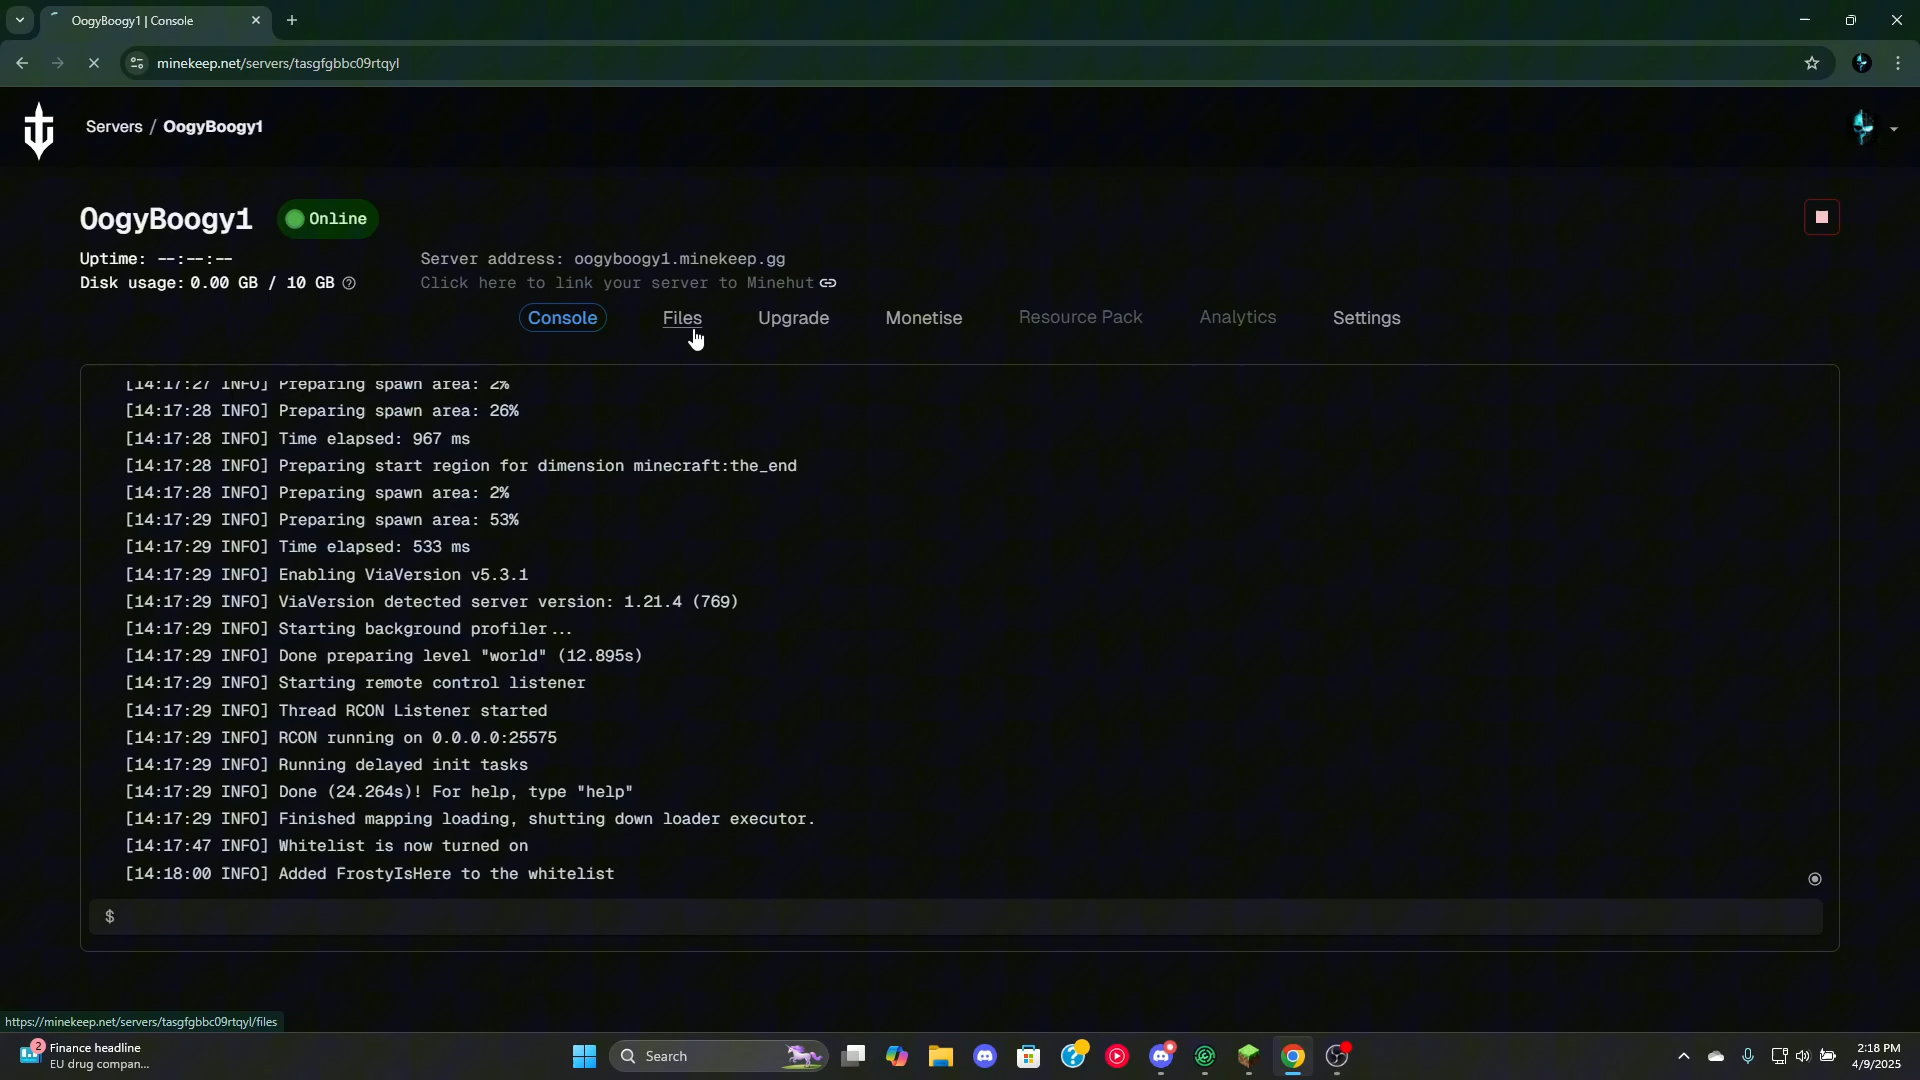 OogyBoogy1 | Console
minekeep.net/servers/tasgfgbbc09rtqyl
Servers / OogyBoogy1
OogyBoogy1 Online
Uptime: --:--:--
Server address: oogyboogy1.minekeep.gg
Disk usage: 0.00 GB / 10 GB
Click here to link your server to Minehut
Console Files Upgrade Monetise Resource Pack Analytics Settings
[14:17:27 INFO] Preparing spawn area: 2%
[14:17:28 INFO] Preparing spawn area: 26%
[14:17:28 INFO] Time elapsed: 967 ms
[14:17:28 INFO] Preparing start region for dimension minecraft:the_end
[14:17:28 INFO] Preparing spawn area: 2%
[14:17:29 INFO] Preparing spawn area: 53%
[14:17:29 INFO] Time elapsed: 533 ms
[14:17:29 INFO] Enabling ViaVersion v5.3.1
[14:17:29 INFO] ViaVersion detected server version: 1.21.4 (769)
[14:17:29 INFO] Starting background profiler...
[14:17:29 INFO] Done preparing level "world" (12.895s)
[14:17:29 INFO] Starting remote control listener
[14:17:29 INFO] Thread RCON Listener started
[14:17:29 INFO] RCON running on 0.0.0.0:25575
[14:17:29 INFO] Running delayed init tasks
[14:17:29 INFO] Done (24.264s)! For help, type "help"
[14:17:29 INFO] Finished mapping loading, shutting down loader executor.
[14:17:47 INFO] Whitelist is now turned on
[14:18:00 INFO] Added FrostyIsHere to the whitelist
$
https://minekeep.net/servers/tasgfgbbc09rtqyl/files
2
Finance headline
EU drug compan...
Search
2:18 PM
4/9/2025